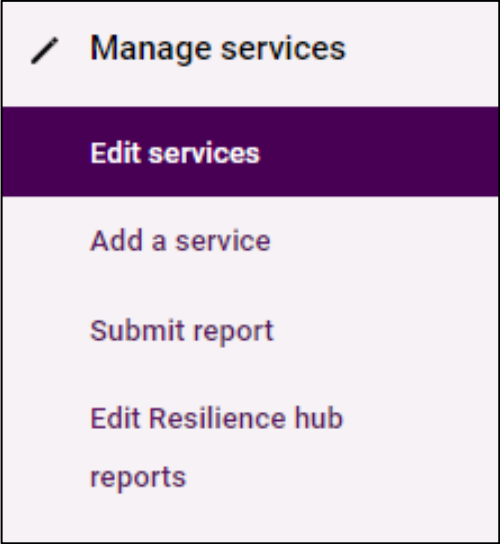 Manage services
Edit services
Add a service
Submit report
Edit Resilience hub
reports